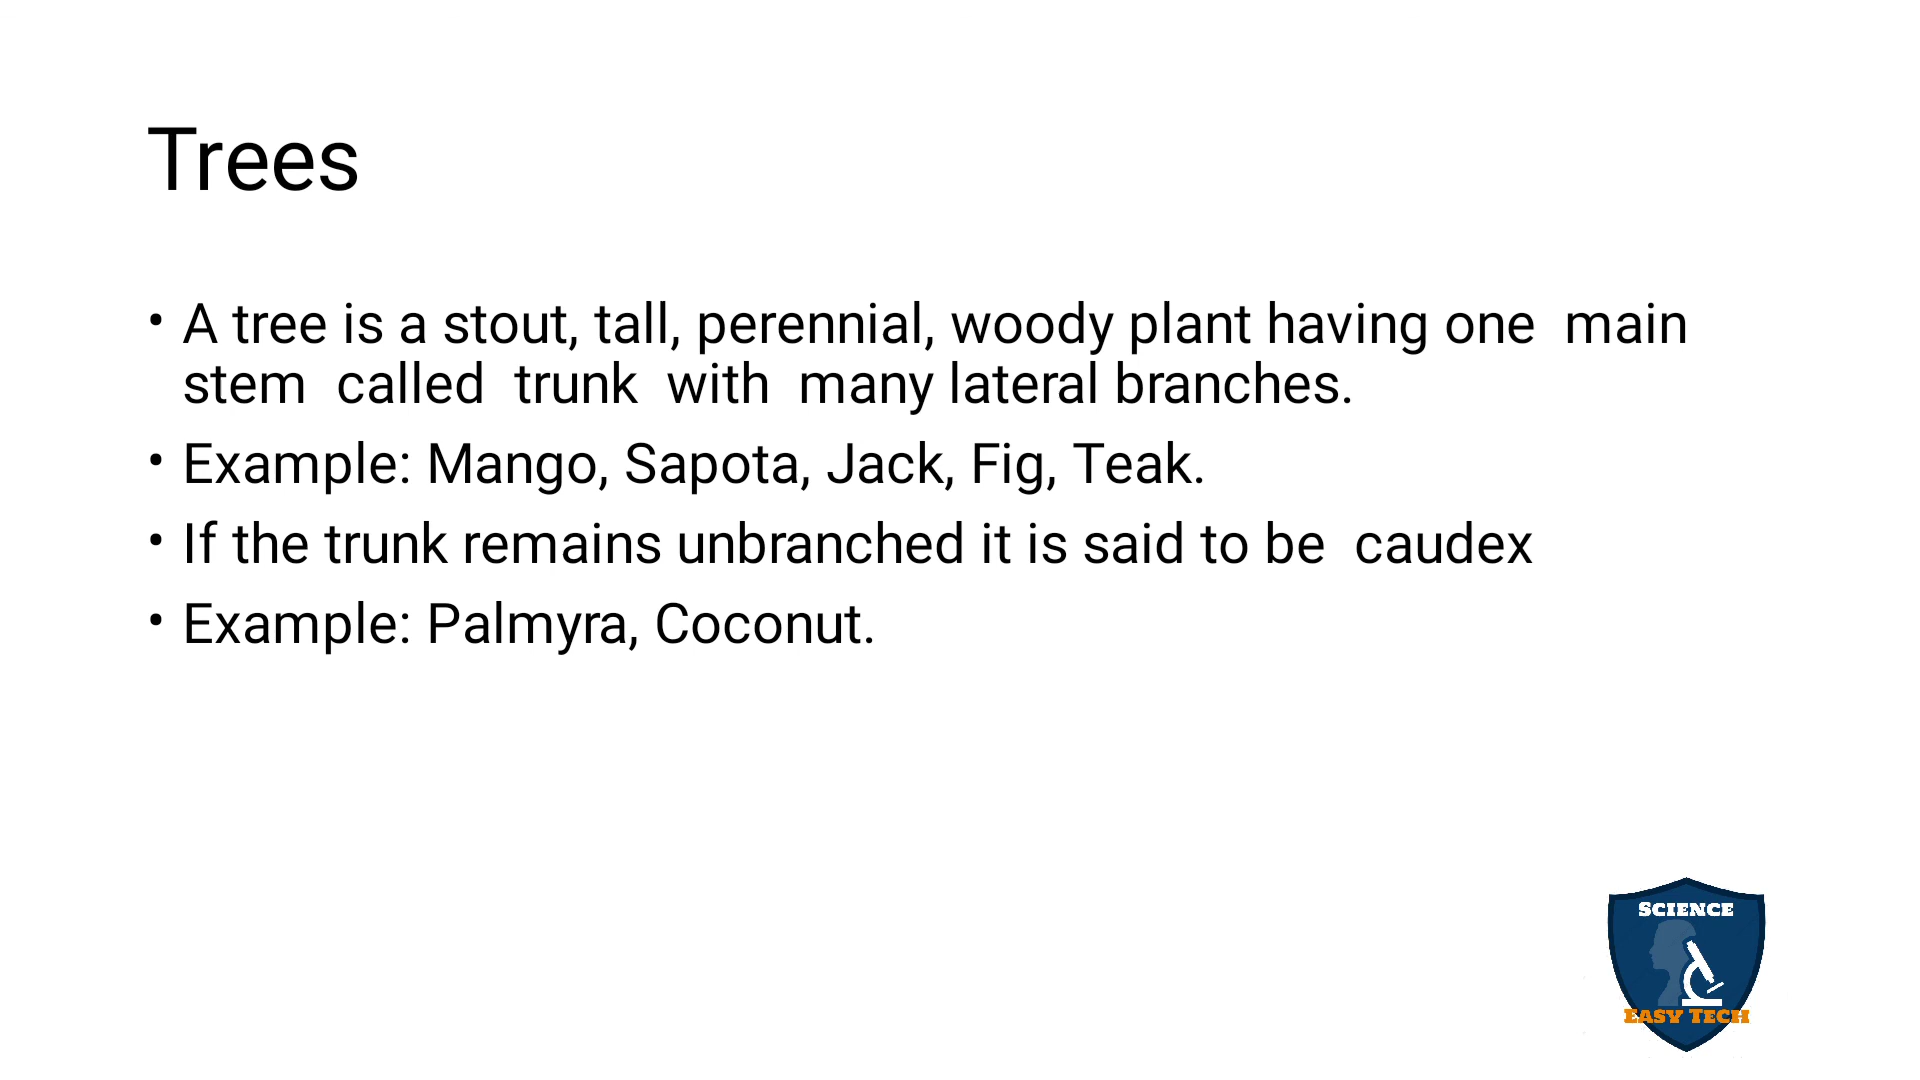 Trees
• A tree is a stout, tall, perennial, woody plant having one  main
stem  called  trunk  with  many lateral branches.
• Example: Mango, Sapota, Jack, Fig, Teak.
• If the trunk remains unbranched it is said to be  caudex
• Example: Palmyra, Coconut.
SCIENCE
EASY TECH